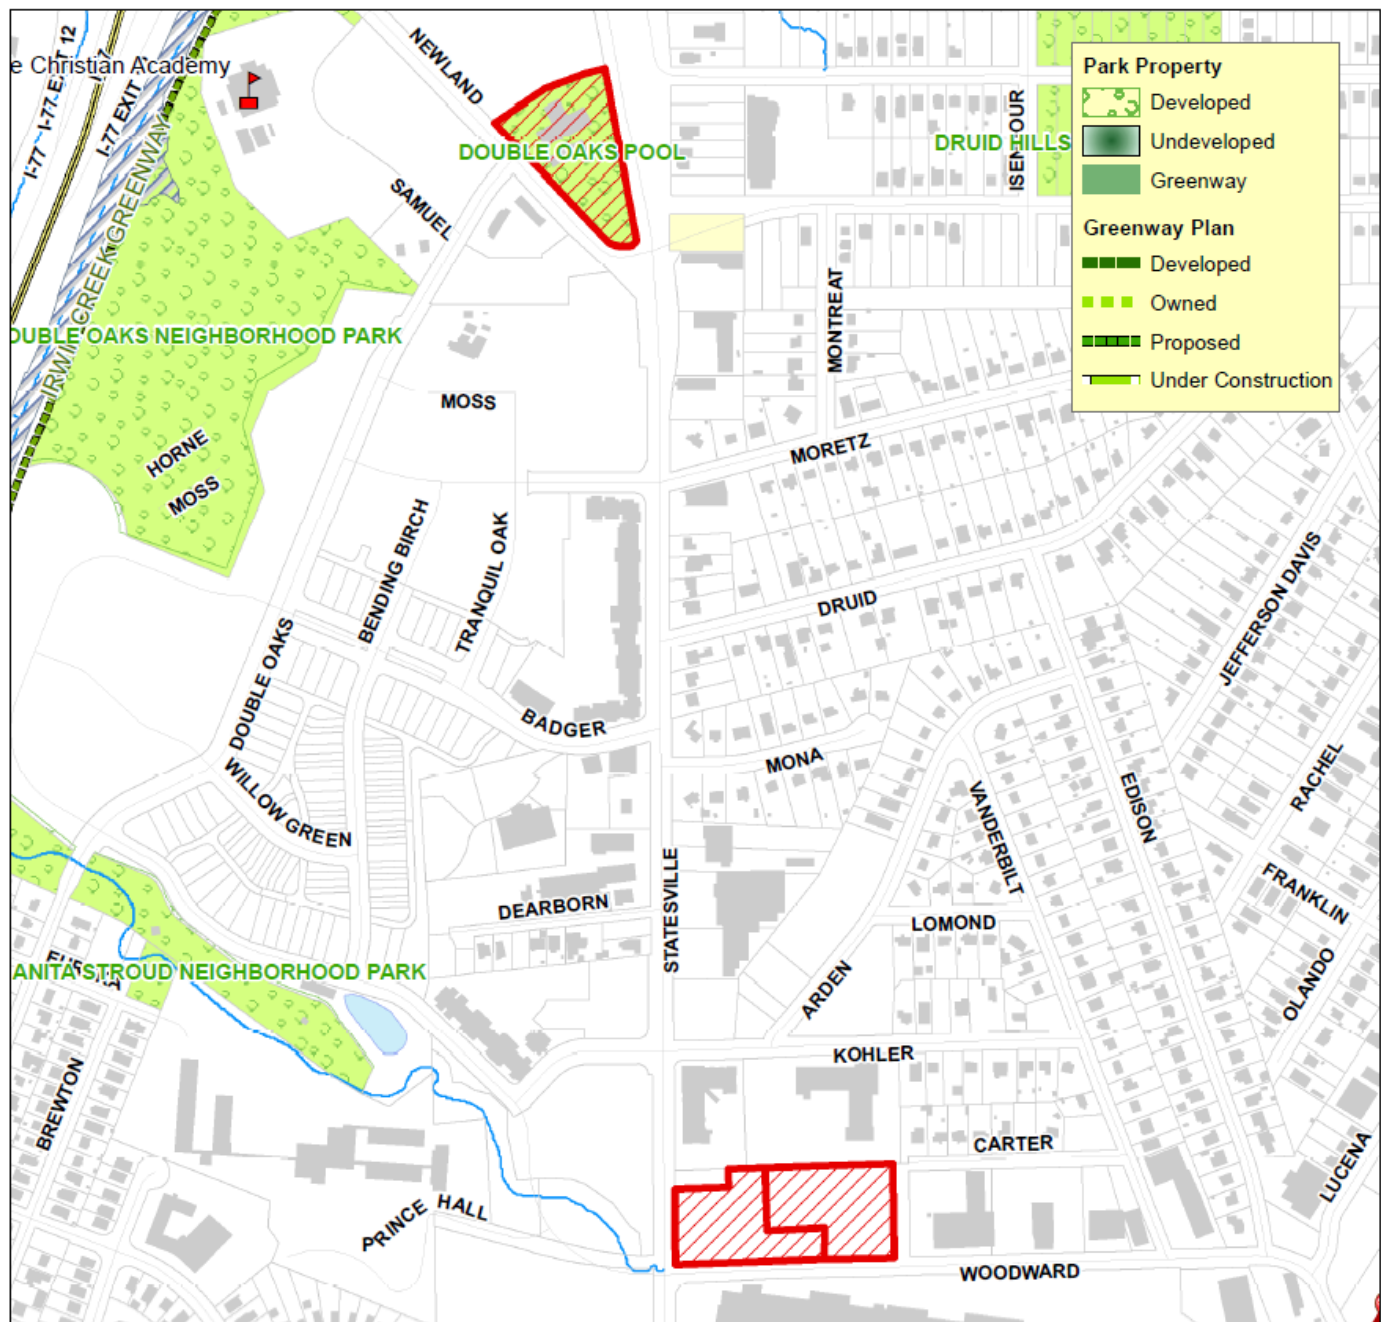 I-77 EXIT 12
I-77
I-77 EXIT
e Christian Academy
NEWLAND
DOUBLE OAKS POOL
SAMUEL
DRUID HILLS
ISENHOUR
Park Property
Developed
Undeveloped
Greenway
Greenway Plan
Developed
Owned
Proposed
Under Construction
IRWIN CREEK GREENWAY
OUBLE OAKS NEIGHBORHOOD PARK
MONTREAT
MOSS
HORNE
MOSS
MORETZ
BENDING BIRCH
TRANQUIL OAK
DRUID
JEFFERSON DAVIS
DOUBLE OAKS
BADGER
MONA
WILLOW GREEN
VANDERBILT
EDISON
RACHEL
STATESVILLE
DEARBORN
LOMOND
FRANKLIN
ANITA STROUD NEIGHBORHOOD PARK
ARDEN
OLANDO
KOHLER
BREWTON
CARTER
LUCENA
PRINCE HALL
WOODWARD